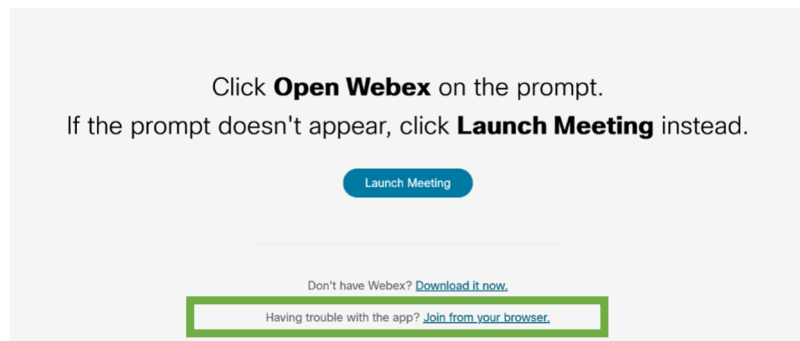 Click Open Webex on the prompt.
If the prompt doesn't appear, click Launch Meeting instead.
Launch Meeting
Don't have Webex? Download it now.
Having trouble with the app? Join from your browser.